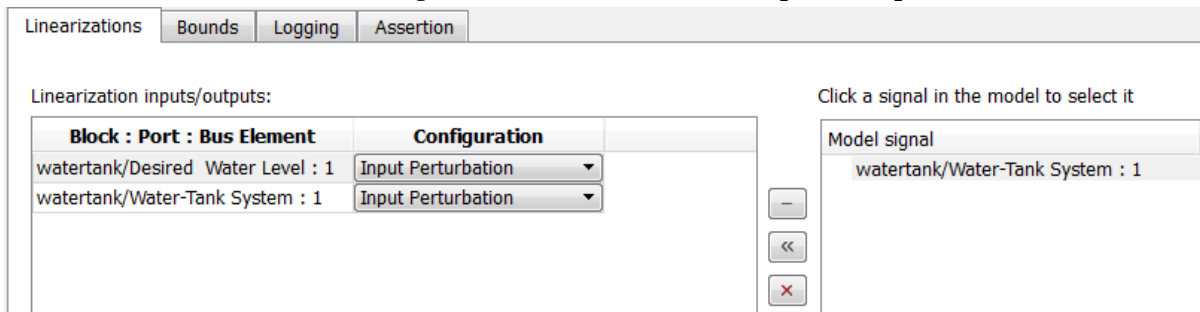 Linearizations Bounds Logging Assertion
Linearization inputs/outputs: Click a signal in the model to select it
Block : Port : Bus Element Configuration Model signal
watertank/Desired Water Level : 1 Input Perturbation watertank/Water-Tank System : 1
watertank/Water-Tank System : 1 Input Perturbation